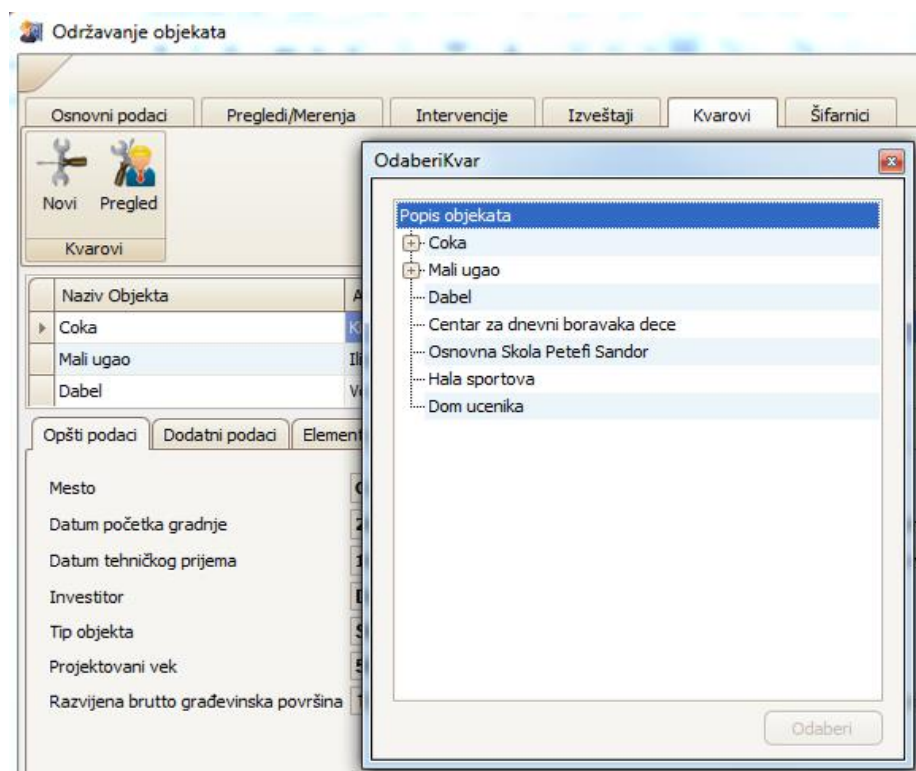 Održavanje objekata
Osnovni podaci Pregledi/Merenja Intervencije Izveštaji Kvarovi Šifarnici
Novi Pregled
Kvarovi
OdaberiKvar
Popis objekata
Coka
Mali ugao
Dabel
Centar za dnevni boravaka dece
Osnovna Skola Petefi Sandor
Hala sportova
Dom ucenika
Odaberi
Naziv Objekta
Coka
Mali ugao
Dabel
Opšti podaci Dodatni podaci Element
Mesto
Datum početka gradnje
Datum tehničkog prijema
Investitor
Tip objekta
Projektovani vek
Razvijena brutto građevinska površina